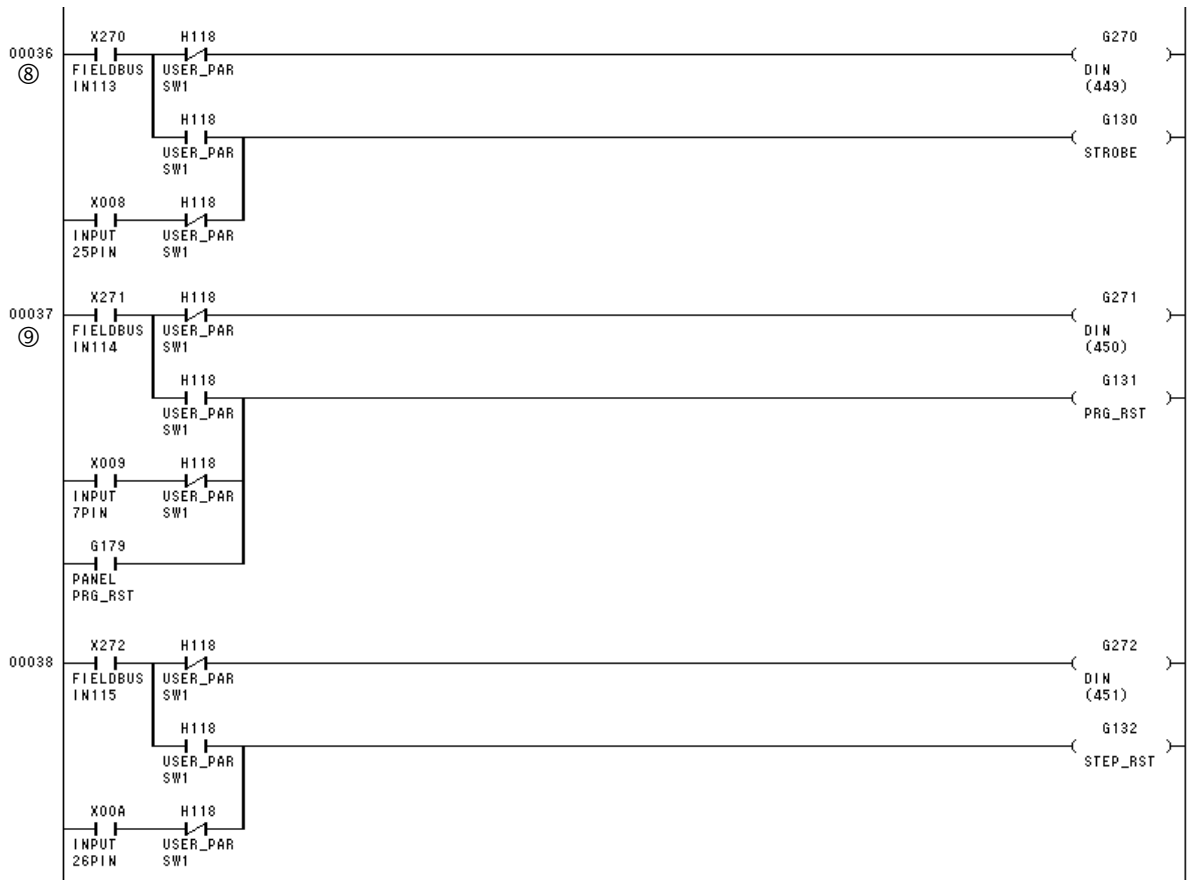 X270 H118 G270
00036
⑧
FIELDBUS USER_PAR DIN
IN113 SW1 (449)
H118 G130
USER_PAR STROBE
SW1
X008 H118
INPUT USER_PAR
25PIN SW1
X271 H118 G271
00037
⑨
FIELDBUS USER_PAR DIN
IN114 SW1 (450)
H118 G131
USER_PAR PRG_RST
SW1
X009 H118
INPUT USER_PAR
7PIN SW1
G179
PANEL
PRG_RST
X272 H118 G272
00038
FIELDBUS USER_PAR DIN
IN115 SW1 (451)
H118 G132
USER_PAR STEP_RST
SW1
X00A H118
INPUT USER_PAR
26PIN SW1